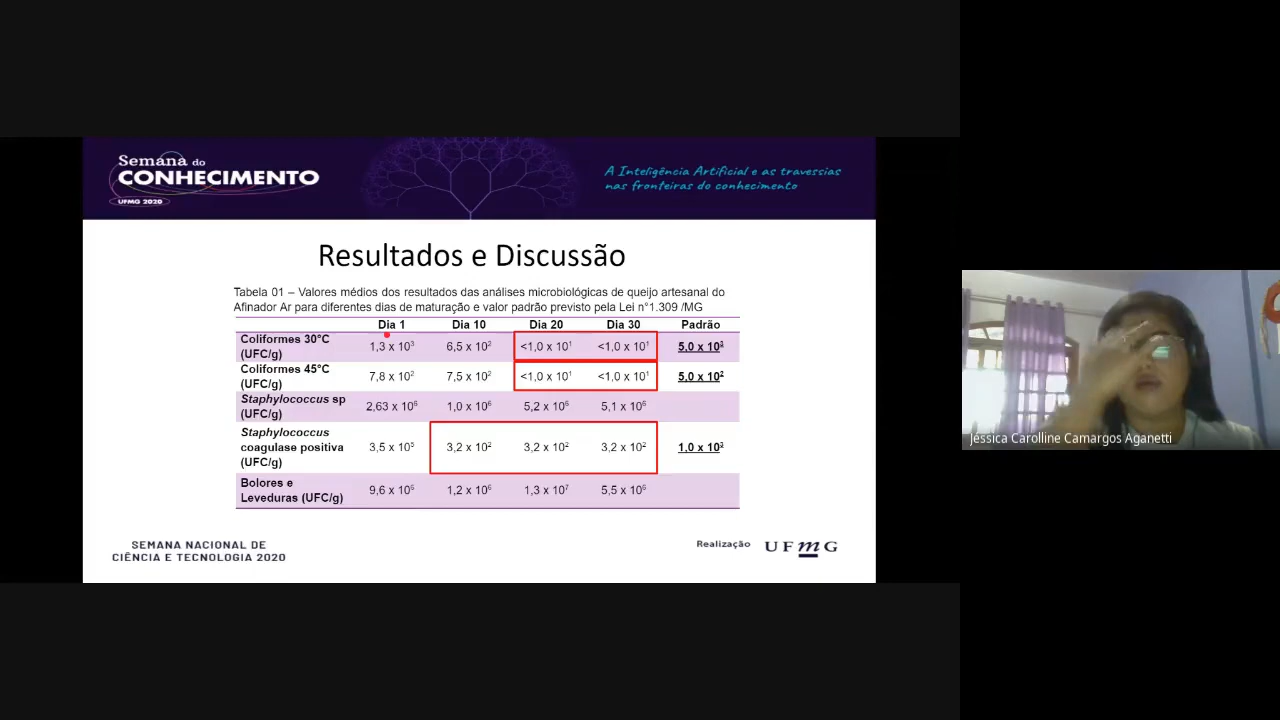 Semana do
CONHECIMENTO
UFMG 2020
A Inteligência Artificial e as travessias
nas fronteiras do conhecimento
Resultados e Discussão
Tabela 01 – Valores médios dos resultados das análises microbiológicas de queijo artesanal do
Afinador Ar para diferentes dias de maturação e valor padrão previsto pela Lei n°1.309 /MG
Dia 1 Dia 10 Dia 20 Dia 30 Padrão
Coliformes 30°C
(UFC/g) 1,3 x 10³ 6,5 x 10² <1,0 x 10¹ <1,0 x 10¹ 5,0 x 10³
Coliformes 45°C
(UFC/g) 7,8 x 10² 7,5 x 10² <1,0 x 10¹ <1,0 x 10¹ 5,0 x 10²
Staphylococcus sp
(UFC/g) 2,63 x 10⁶ 1,0 x 10⁶ 5,2 x 10⁶ 5,1 x 10⁶
Staphylococcus
coagulase positiva 3,5 x 10⁵ 3,2 x 10² 3,2 x 10² 3,2 x 10² 1,0 x 10³
(UFC/g)
Bolores e
Leveduras (UFC/g) 9,6 x 10⁵ 1,2 x 10⁶ 1,3 x 10⁷ 5,5 x 10⁶
SEMANA NACIONAL DE
CIÊNCIA E TECNOLOGIA 2020
Realização UFMG
Jéssica Carolline Camargos Aganetti